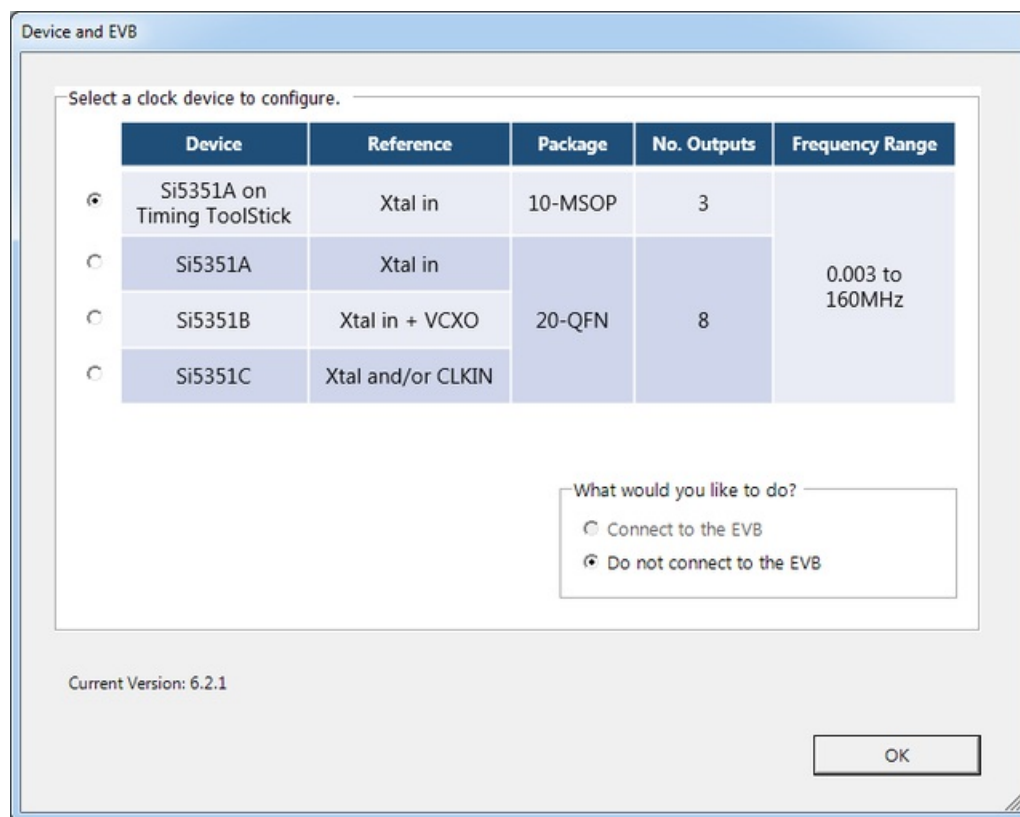 Device and EVB
Select a clock device to configure.
Device Reference Package No. Outputs Frequency Range
Si5351A on
Timing ToolStick Xtal in 10-MSOP 3
Si5351A Xtal in
0.003 to
160MHz
Si5351B Xtal in + VCXO 20-QFN 8
Si5351C Xtal and/or CLKIN
What would you like to do?
Connect to the EVB
Do not connect to the EVB
Current Version: 6.2.1
OK